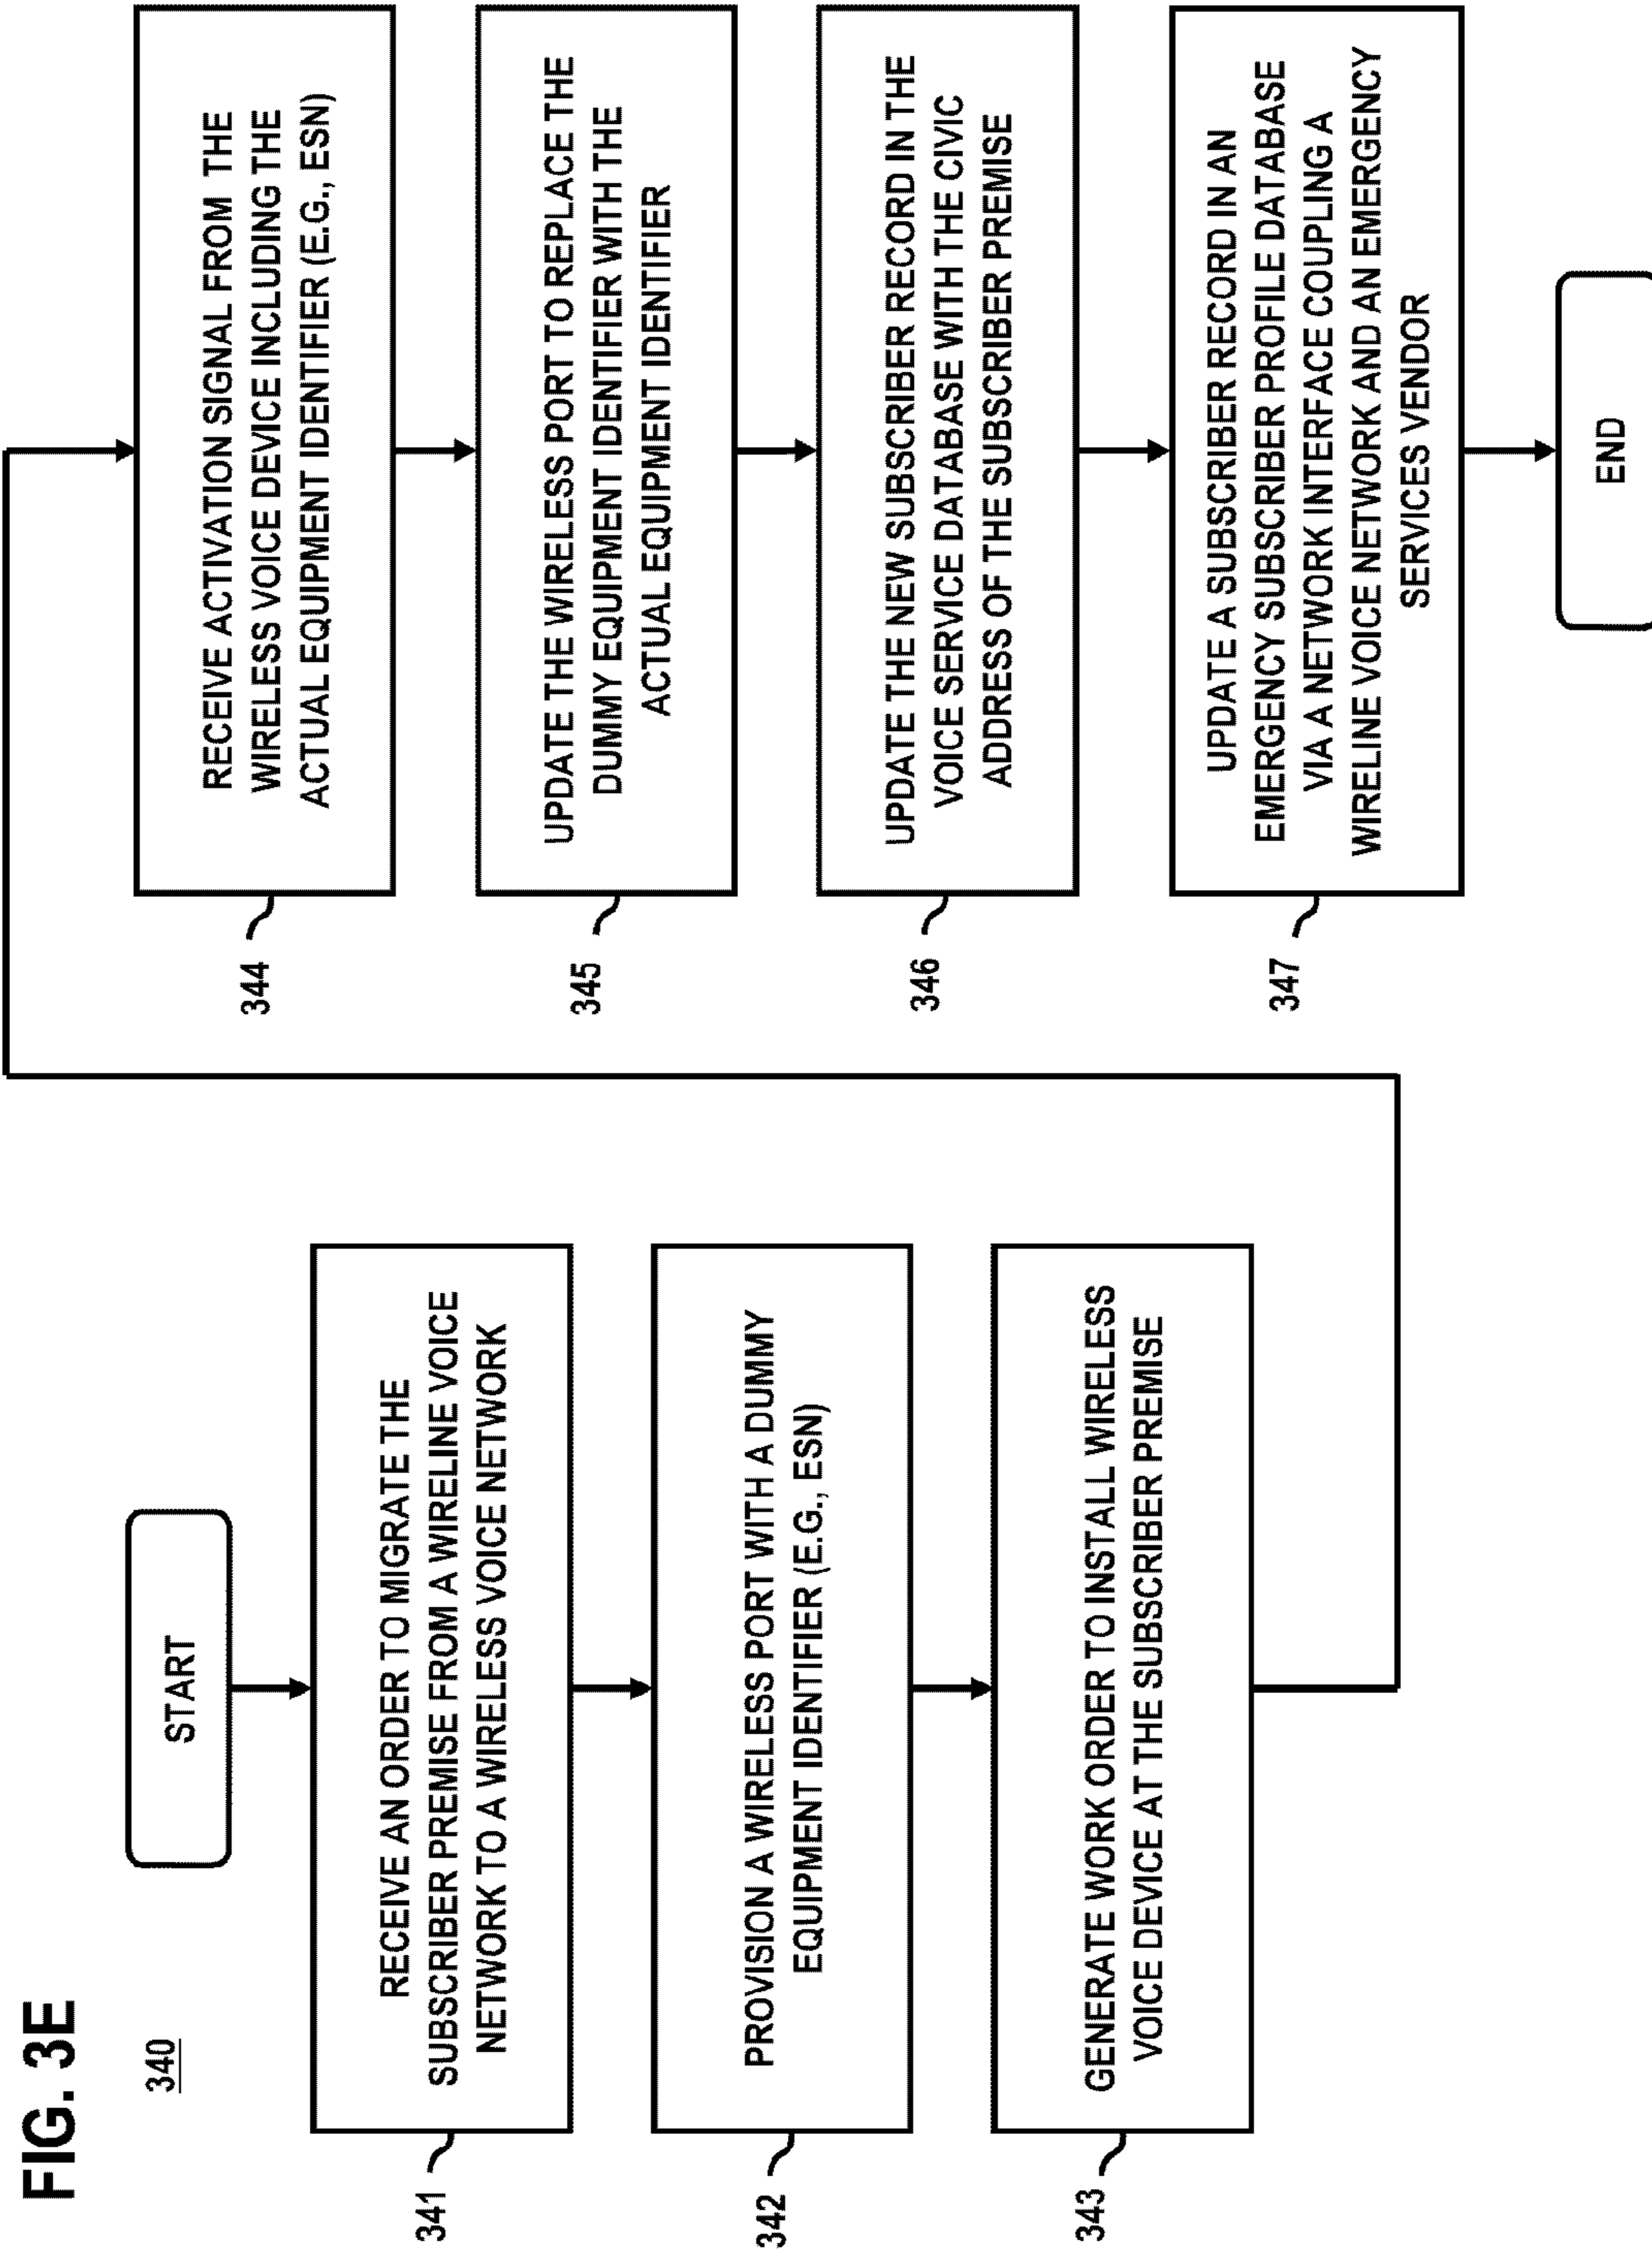 FIG. 3E
340
START
341
RECEIVE AN ORDER TO MIGRATE THE
SUBSCRIBER PREMISE FROM A WIRELINE VOICE
NETWORK TO A WIRELESS VOICE NETWORK
342
PROVISION A WIRELESS PORT WITH A DUMMY
EQUIPMENT IDENTIFIER (E.G., ESN)
343
GENERATE WORK ORDER TO INSTALL WIRELESS
VOICE DEVICE AT THE SUBSCRIBER PREMISE
344
RECEIVE ACTIVATION SIGNAL FROM THE
WIRELESS VOICE DEVICE INCLUDING THE
ACTUAL EQUIPMENT IDENTIFIER (E.G., ESN)
345
UPDATE THE WIRELESS PORT TO REPLACE THE
DUMMY EQUIPMENT IDENTIFIER WITH THE
ACTUAL EQUIPMENT IDENTIFIER
346
UPDATE THE NEW SUBSCRIBER RECORD IN THE
VOICE SERVICE DATABASE WITH THE CIVIC
ADDRESS OF THE SUBSCRIBER PREMISE
347
UPDATE A SUBSCRIBER RECORD IN AN
EMERGENCY SUBSCRIBER PROFILE DATABASE
VIA A NETWORK INTERFACE COUPLING A
WIRELINE VOICE NETWORK AND AN EMERGENCY
SERVICES VENDOR
END